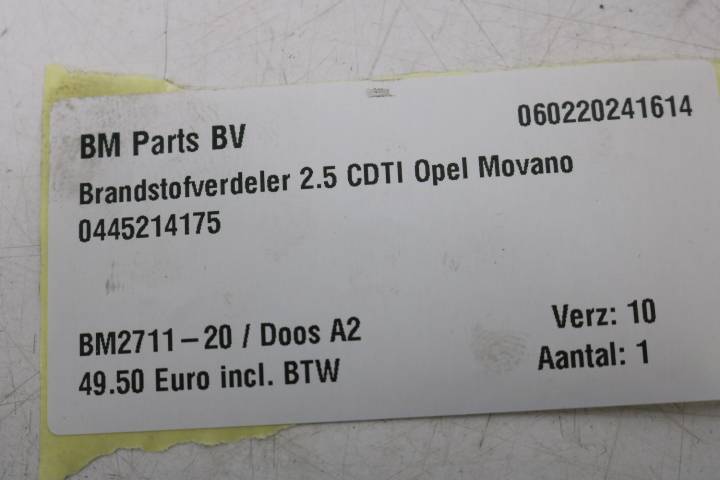 BM Parts BV 060220241614
Brandstofverdeler 2.5 CDTI Opel Movano
0445214175
BM2711-20 / Doos A2 Verz: 10
49.50 Euro incl. BTW Aantal: 1